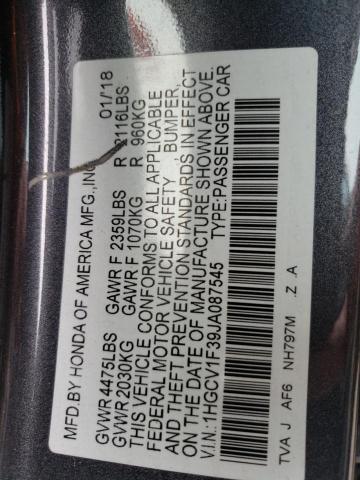 MFD.BY HONDA OF AMERICA MFG.,INC. 01/18
GVWR 4475LBS GAWR F 2359LBS R 2116LBS
GVWR 2030KG GAWR F 1070KG R 960KG
THIS VEHICLE CONFORMS TO ALL APPLICABLE
FEDERAL MOTOR VEHICLE SAFETY , BUMPER,
AND THEFT PREVENTION STANDARDS IN EFFECT
ON THE DATE OF MANUFACTURE SHOWN ABOVE.
V.I.N.:1HGCV1F39JA087545 TYPE:PASSENGER CAR
TVA J AF6 NH797M .Z .A